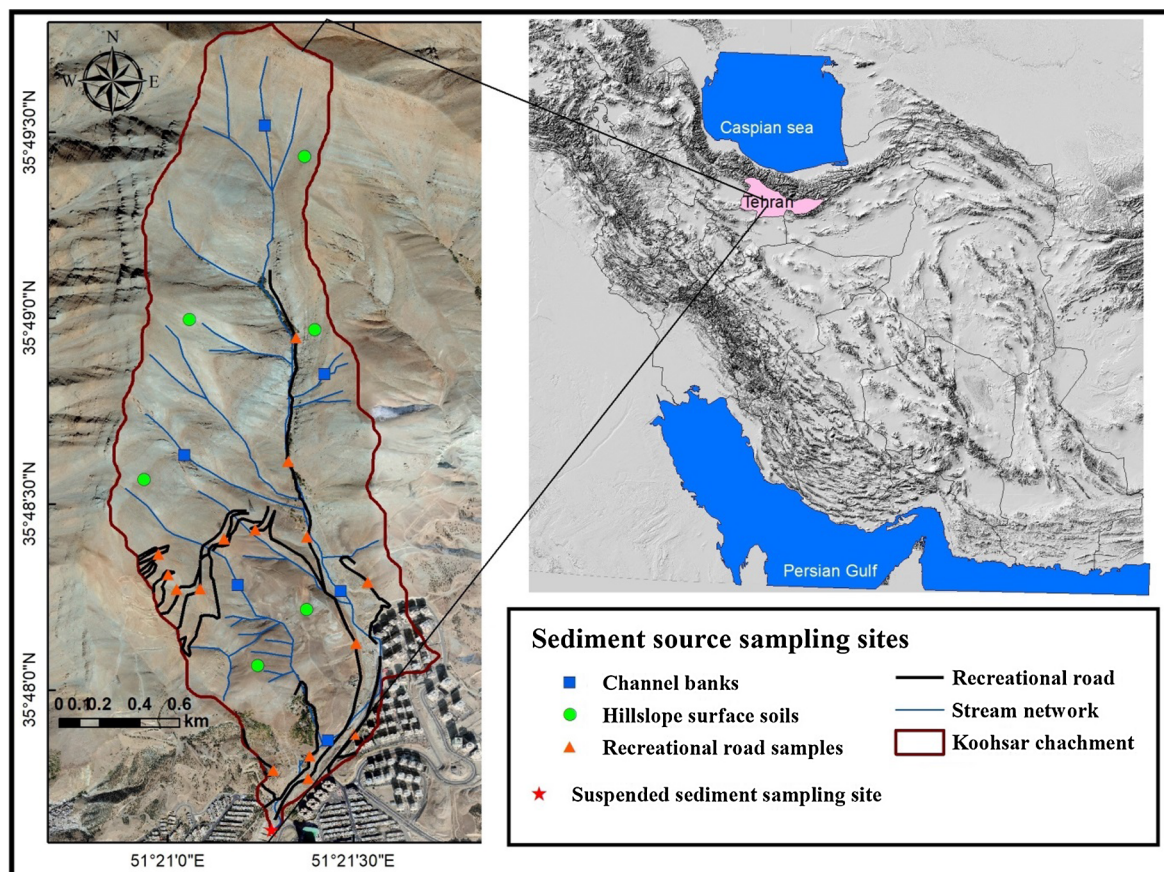 N
W
E
35°49'30"N
35°49'0"N
35°48'30"N
35°48'0"N
0 0.1 0.2 0.4 0.6
km
51°21'0"E
51°21'30"E
Caspian sea
Tehran
Persian Gulf
Sediment source sampling sites
Channel banks
Hillslope surface soils
Recreational road samples
Suspended sediment sampling site
Recreational road
Stream network
Koohsar chachment